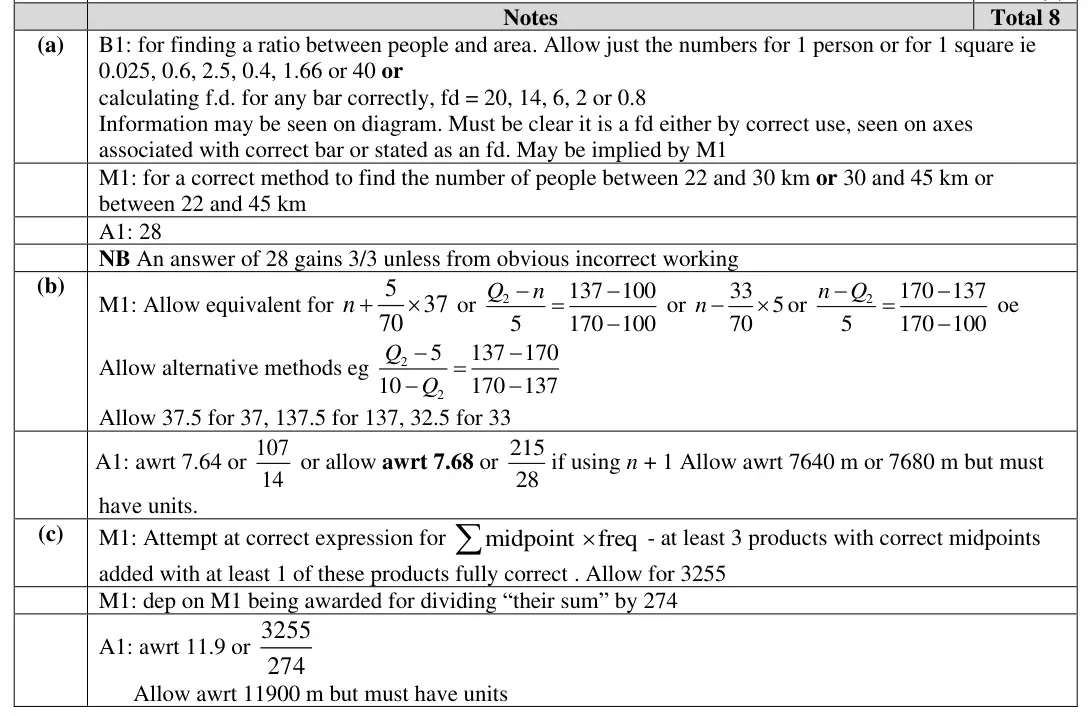 Notes Total 8
(a) B1: for finding a ratio between people and area. Allow just the numbers for 1 person or for 1 square ie
0.025, 0.6, 2.5, 0.4, 1.66 or 40 or
calculating f.d. for any bar correctly, fd = 20, 14, 6, 2 or 0.8
Information may be seen on diagram. Must be clear it is a fd either by correct use, seen on axes
associated with correct bar or stated as an fd. May be implied by M1
M1: for a correct method to find the number of people between 22 and 30 km or 30 and 45 km or
between 22 and 45 km
A1: 28
NB An answer of 28 gains 3/3 unless from obvious incorrect working
(b) M1: Allow equivalent for n + 5/70 × 37 or (Q₂ − n)/5 = (137 − 100)/(170 − 100) or n − 33/70 × 5 or (n − Q₂)/5 = (170 − 137)/(170 − 100) oe
Allow alternative methods eg (Q₂ − 5)/(10 − Q₂) = (137 − 170)/(170 − 137)
Allow 37.5 for 37, 137.5 for 137, 32.5 for 33
A1: awrt 7.64 or 107/14 or allow awrt 7.68 or 215/28 if using n + 1 Allow awrt 7640 m or 7680 m but must
have units.
(c) M1: Attempt at correct expression for ∑ midpoint × freq - at least 3 products with correct midpoints
added with at least 1 of these products fully correct . Allow for 3255
M1: dep on M1 being awarded for dividing “their sum” by 274
A1: awrt 11.9 or 3255/274
Allow awrt 11900 m but must have units